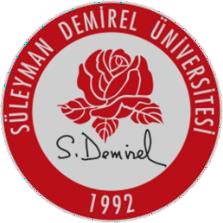 SÜLEYMAN DEMİREL ÜNİVERSİTESİ
S. Demirel
1992